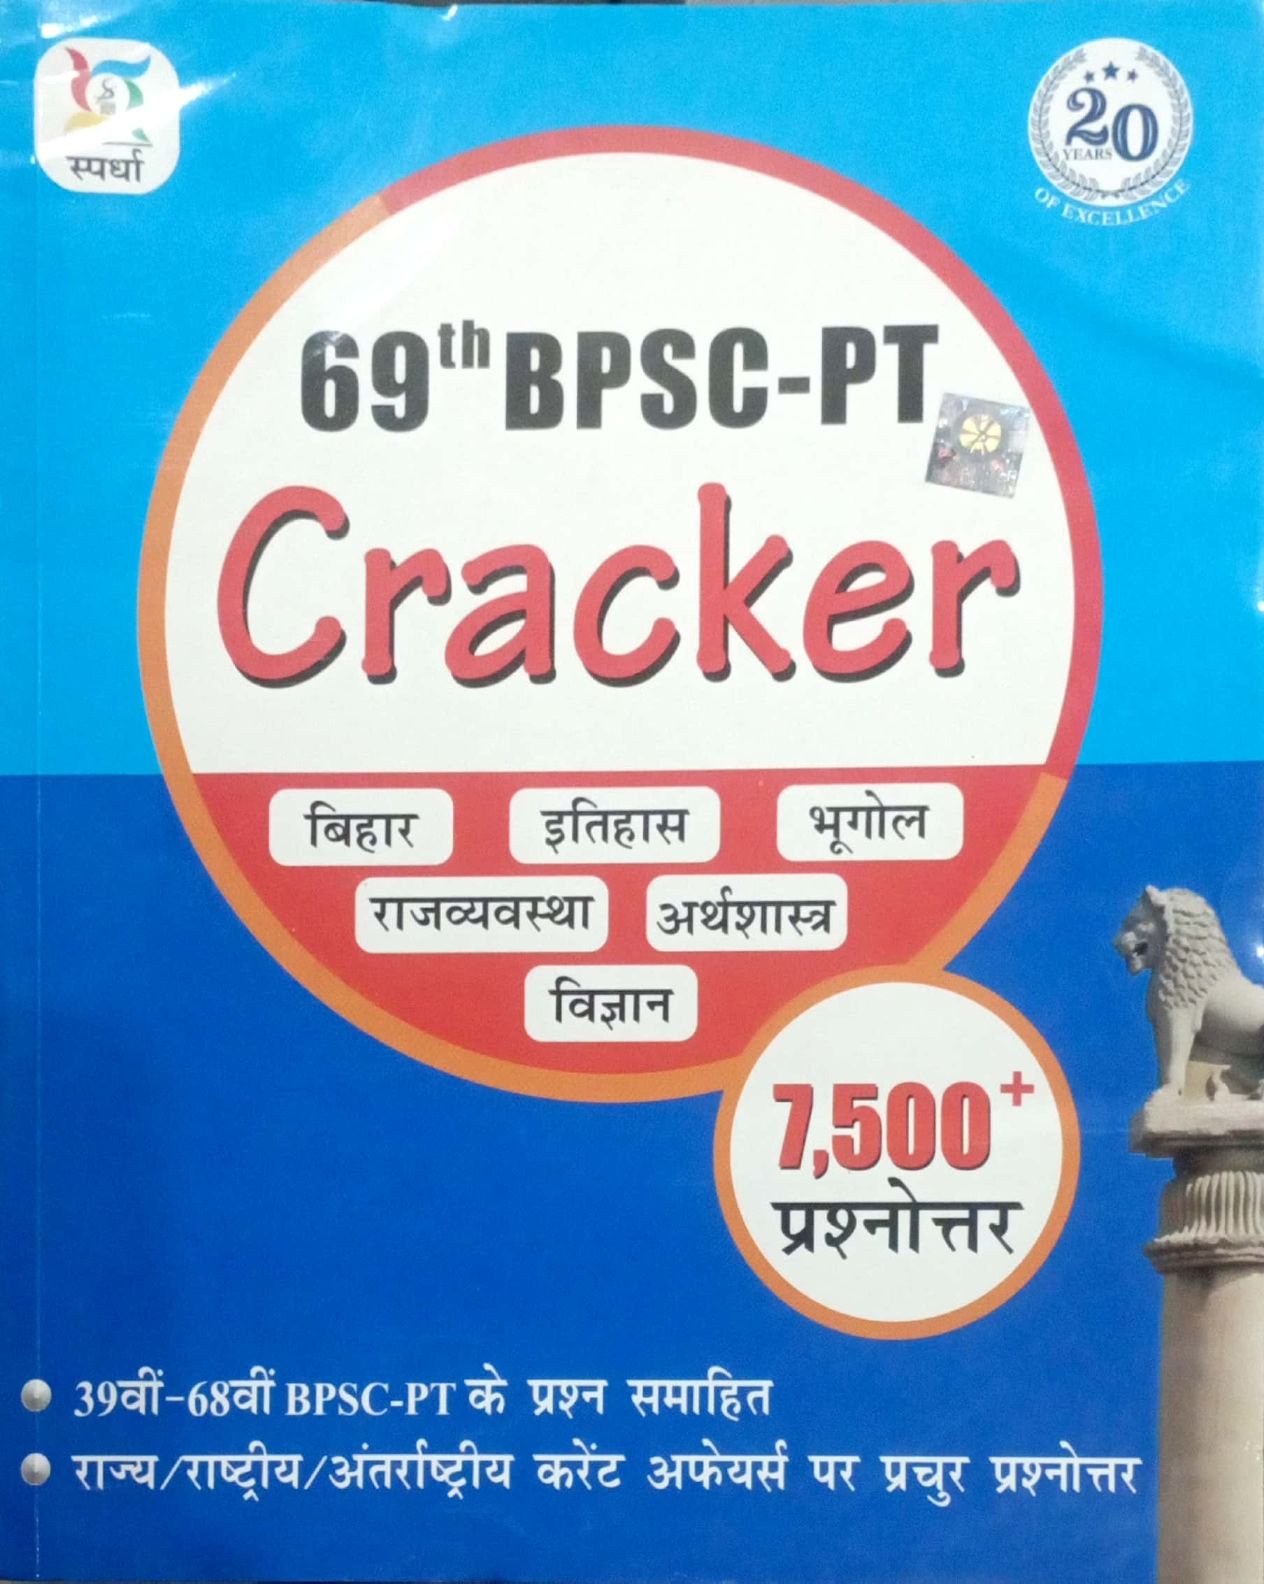 स्पर्धा
20
YEARS
OF EXCELLENCE
69th BPSC-PT
Cracker
बिहार इतिहास भूगोल
राजव्यवस्था अर्थशास्त्र
विज्ञान
7,500+
प्रश्नोत्तर
39वीं-68वीं BPSC-PT के प्रश्न समाहित
राज्य/राष्ट्रीय/अंतर्राष्ट्रीय करेंट अफेयर्स पर प्रचुर प्रश्नोत्तर